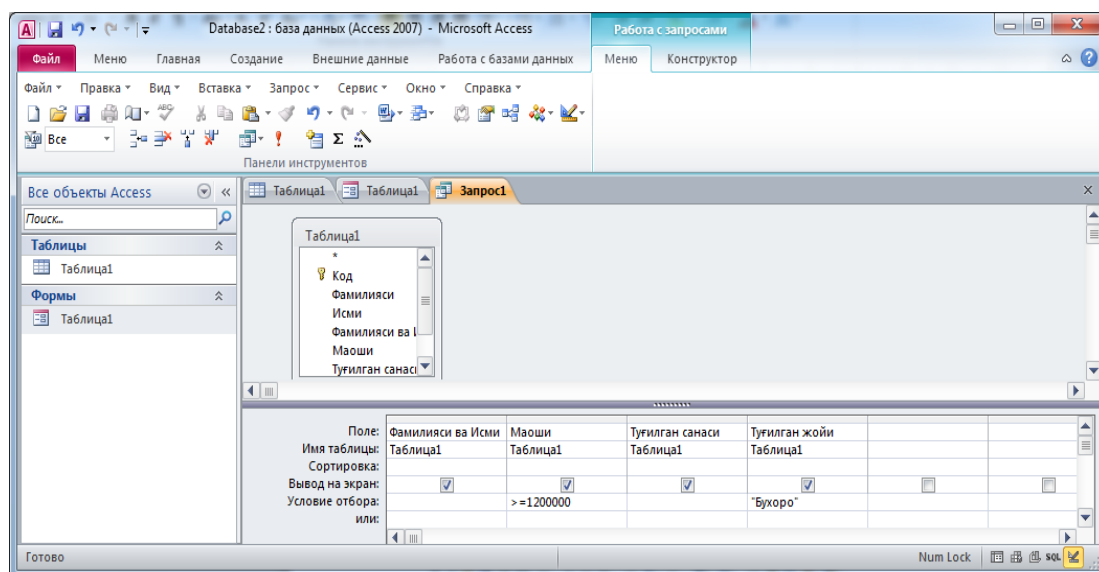 Database2 : база данных (Access 2007) - Microsoft Access
Работа с запросами
Файл Меню Главная Создание Внешние данные Работа с базами данных Меню Конструктор
Файл Правка Вид Вставка Запрос Сервис Окно Справка
Все
Панели инструментов
Все объекты Access
Таблица1 Таблица1 Запрос1
Поиск...
Таблицы
Таблица1
Формы
Таблица1
Таблица1
*
Код
Фамилияси
Исми
Фамилияси ва И
Маоши
Туғилган санаси
Поле: Фамилияси ва Исми Маоши Туғилган санаси Туғилган жойи
Имя таблицы: Таблица1 Таблица1 Таблица1 Таблица1
Сортировка:
Вывод на экран:
Условие отбора: >=1200000 "Бухоро"
или:
Готово
Num Lock
SQL